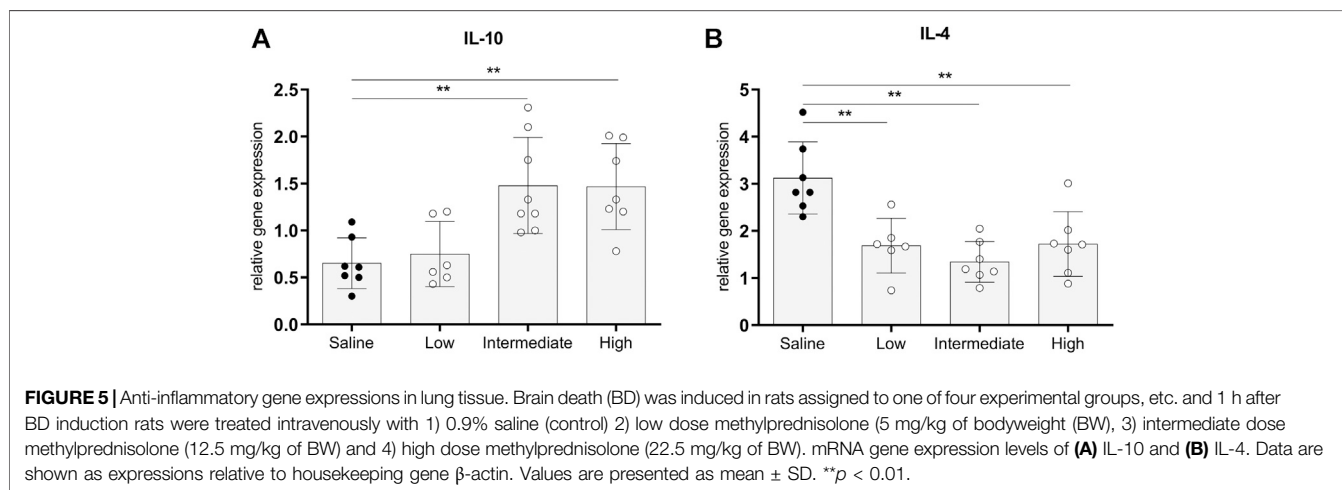 A
IL-10
**
**
relative gene expression
2.5
2.0
1.5
1.0
0.5
0.0
Saline Low Intermediate High
B
IL-4
**
**
**
relative gene expression
5
4
3
2
1
0
Saline Low Intermediate High
FIGURE 5 | Anti-inflammatory gene expressions in lung tissue. Brain death (BD) was induced in rats assigned to one of four experimental groups, etc. and 1 h after
BD induction rats were treated intravenously with 1) 0.9% saline (control) 2) low dose methylprednisolone (5 mg/kg of bodyweight (BW), 3) intermediate dose
methylprednisolone (12.5 mg/kg of BW) and 4) high dose methylprednisolone (22.5 mg/kg of BW). mRNA gene expression levels of (A) IL-10 and (B) IL-4. Data are
shown as expressions relative to housekeeping gene β-actin. Values are presented as mean ± SD. **p < 0.01.